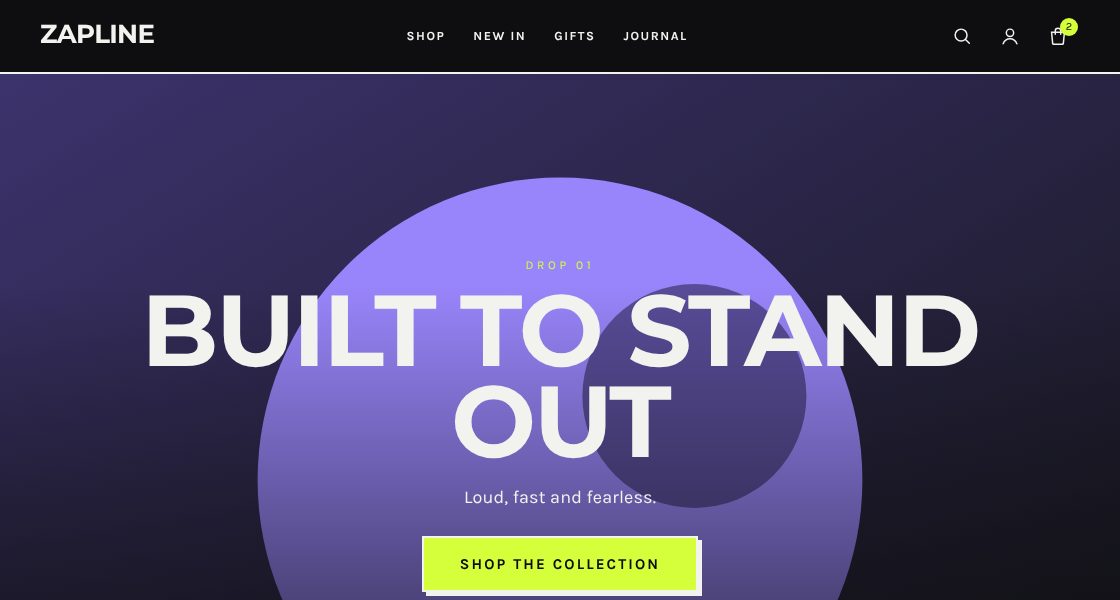 ZAPLINE
SHOP NEW IN GIFTS JOURNAL
2
DROP 01
BUILT TO STAND
OUT
Loud, fast and fearless.
SHOP THE COLLECTION